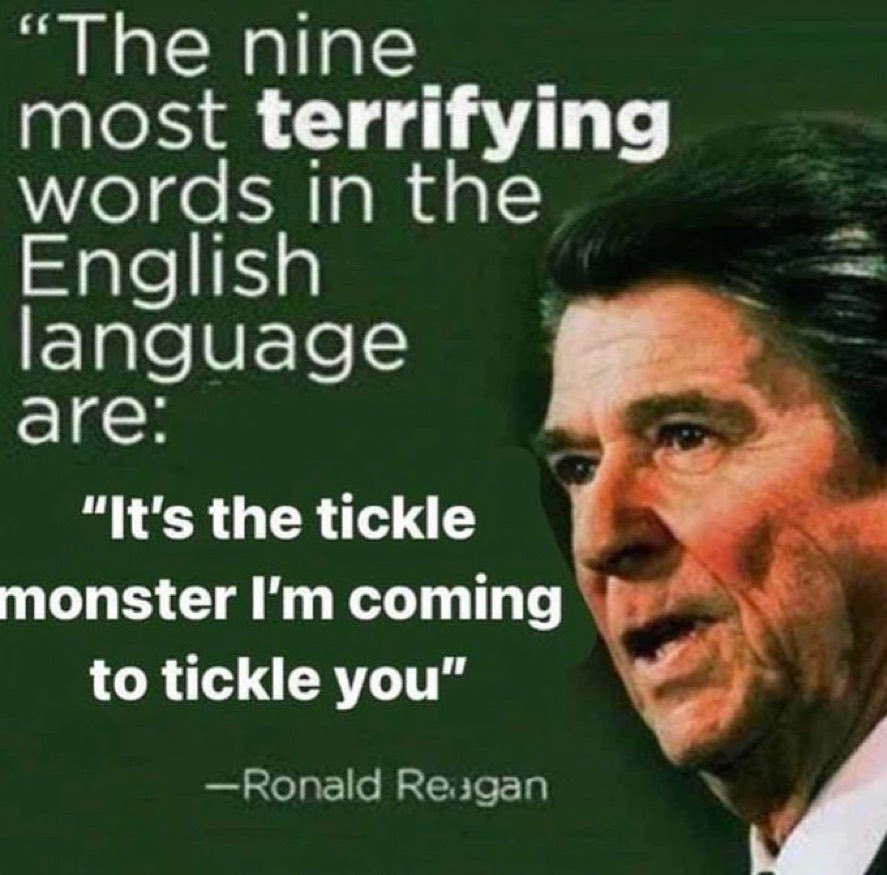 “The nine
most terrifying
words in the
English
language
are:
"It's the tickle
monster I'm coming
to tickle you"
—Ronald Reagan